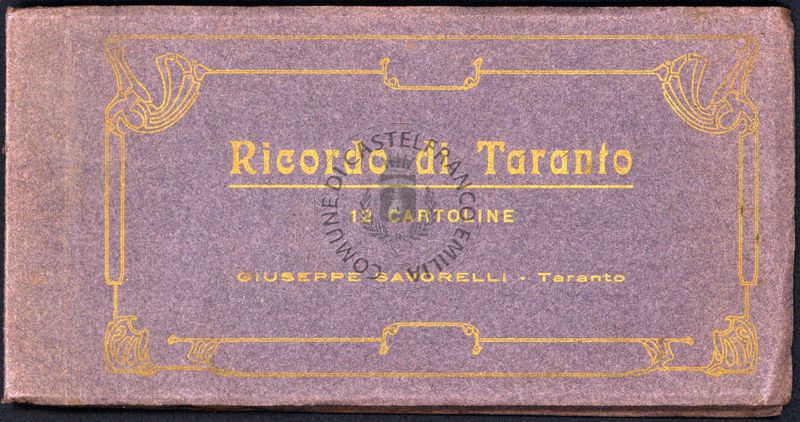 Ricordo di Taranto
12 CARTOLINE
GIUSEPPE SAVORELLI - Taranto
COMUNE DI CASTELFRANCO EMILIA